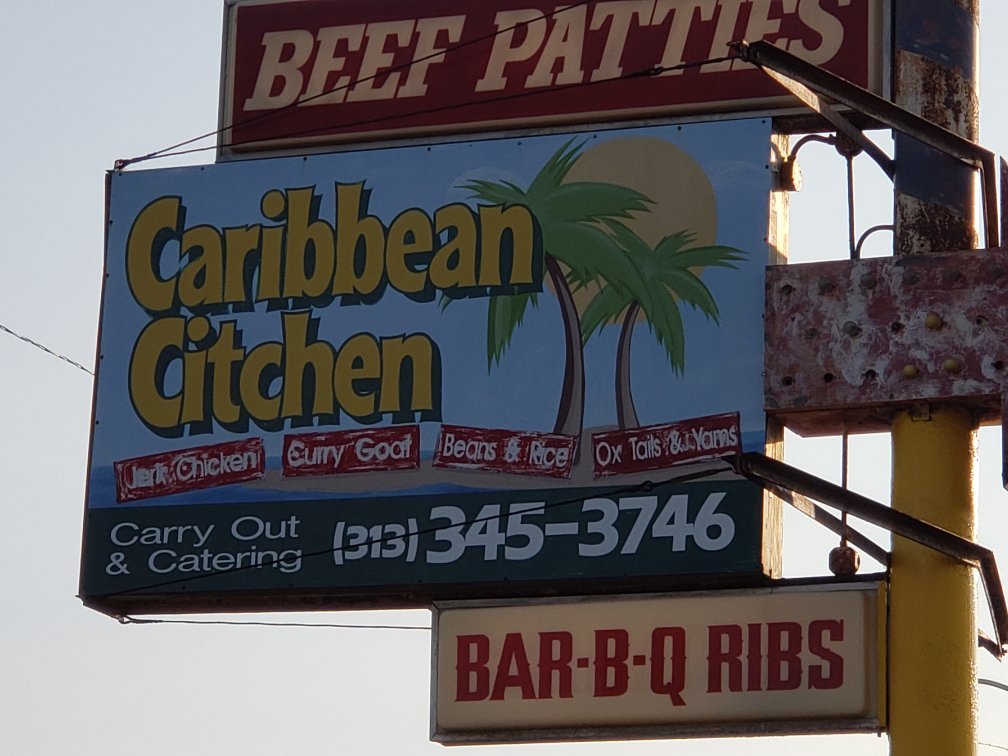 BEEF PATTIES
Caribbean
Citchen
Jerk Chicken
Curry Goat
Beans & Rice
Ox Tails & Yams
Carry Out
& Catering
(313) 345-3746
BAR-B-Q RIBS